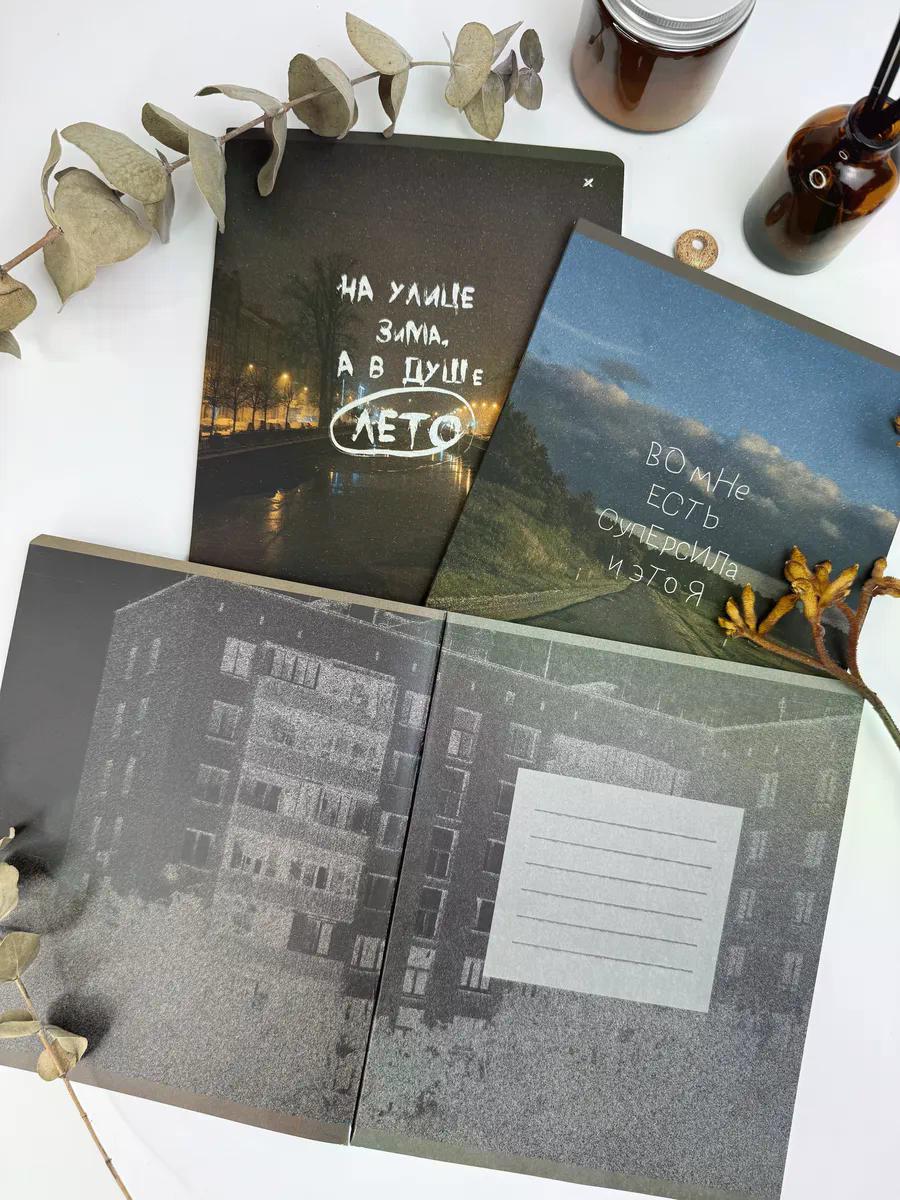 НА УЛИЦЕ
ЗиМА,
А В ДУШЕ
ЛЕТО
ВО мНе
ЕСТЬ
СупЕрсИЛа
И эТо Я